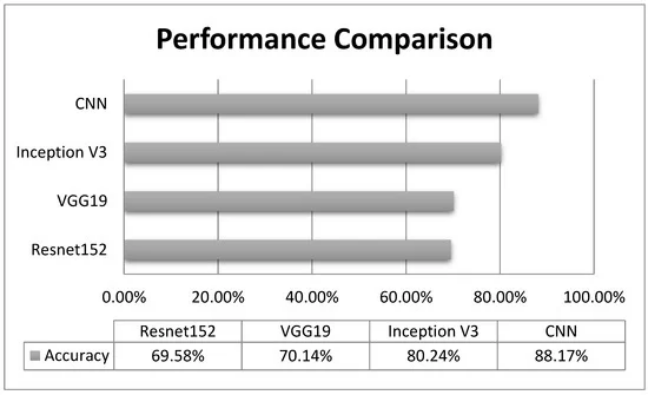 Performance Comparison
CNN
Inception V3
VGG19
Resnet152
0.00% 20.00% 40.00% 60.00% 80.00% 100.00%
Resnet152 VGG19 Inception V3 CNN
Accuracy 69.58% 70.14% 80.24% 88.17%